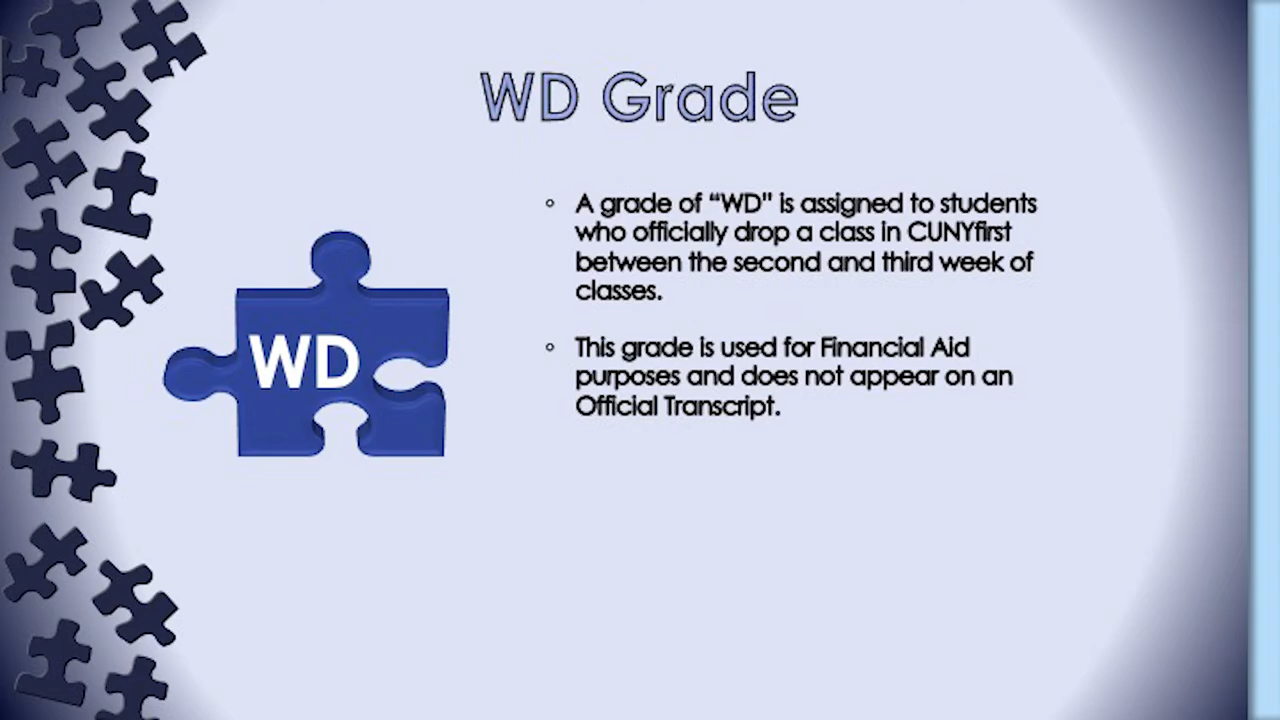 WD Grade
◦ A grade of “WD” is assigned to students
who officially drop a class in CUNYfirst
between the second and third week of
classes.
◦ This grade is used for Financial Aid
purposes and does not appear on an
Official Transcript.
WD